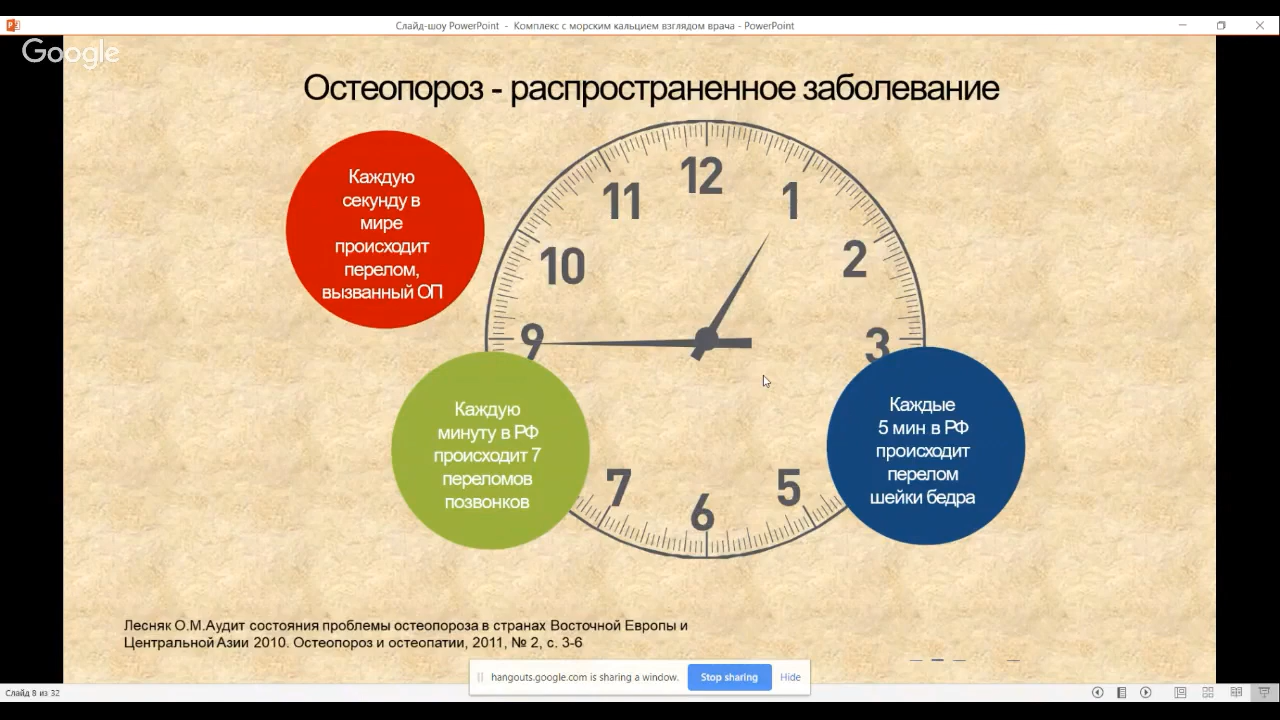 Слайд-шоу PowerPoint - Комплекс с морским кальцием взглядом врача - PowerPoint
Google
Остеопороз - распространенное заболевание
Каждую
секунду в
мире
происходит
перелом,
вызванный ОП
12
11
1
10
2
9
3
Каждую
минуту в РФ
происходит 7
переломов
позвонков
Каждые
5 мин в РФ
происходит
перелом
шейки бедра
7
5
6
Лесняк О.М.Аудит состояния проблемы остеопороза в странах Восточной Европы и
Центральной Азии 2010. Остеопороз и остеопатии, 2011, № 2, с. 3-6
hangouts.google.com is sharing a window. Stop sharing Hide
Слайд 8 из 32